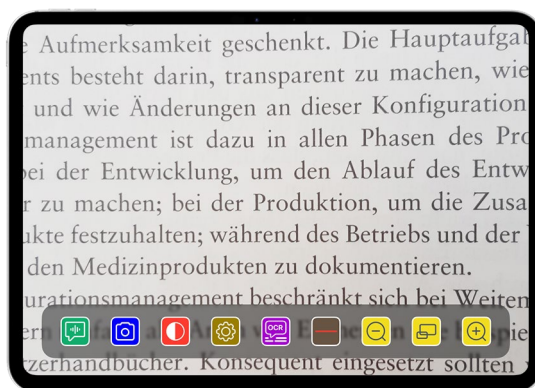 e Aufmerksamkeit geschenkt. Die Hauptaufgab
ents besteht darin, transparent zu machen, wie
und wie Änderungen an dieser Konfiguration
management ist dazu in allen Phasen des Pro
bei der Entwicklung, um den Ablauf des Entw
r zu machen; bei der Produktion, um die Zusa
ukte festzuhalten; während des Betriebs und der
den Medizinprodukten zu dokumentieren.
urationsmanagement beschränkt sich bei Weiten
OCR
rzerhandbücher. Konsequent eingesetzt sollten